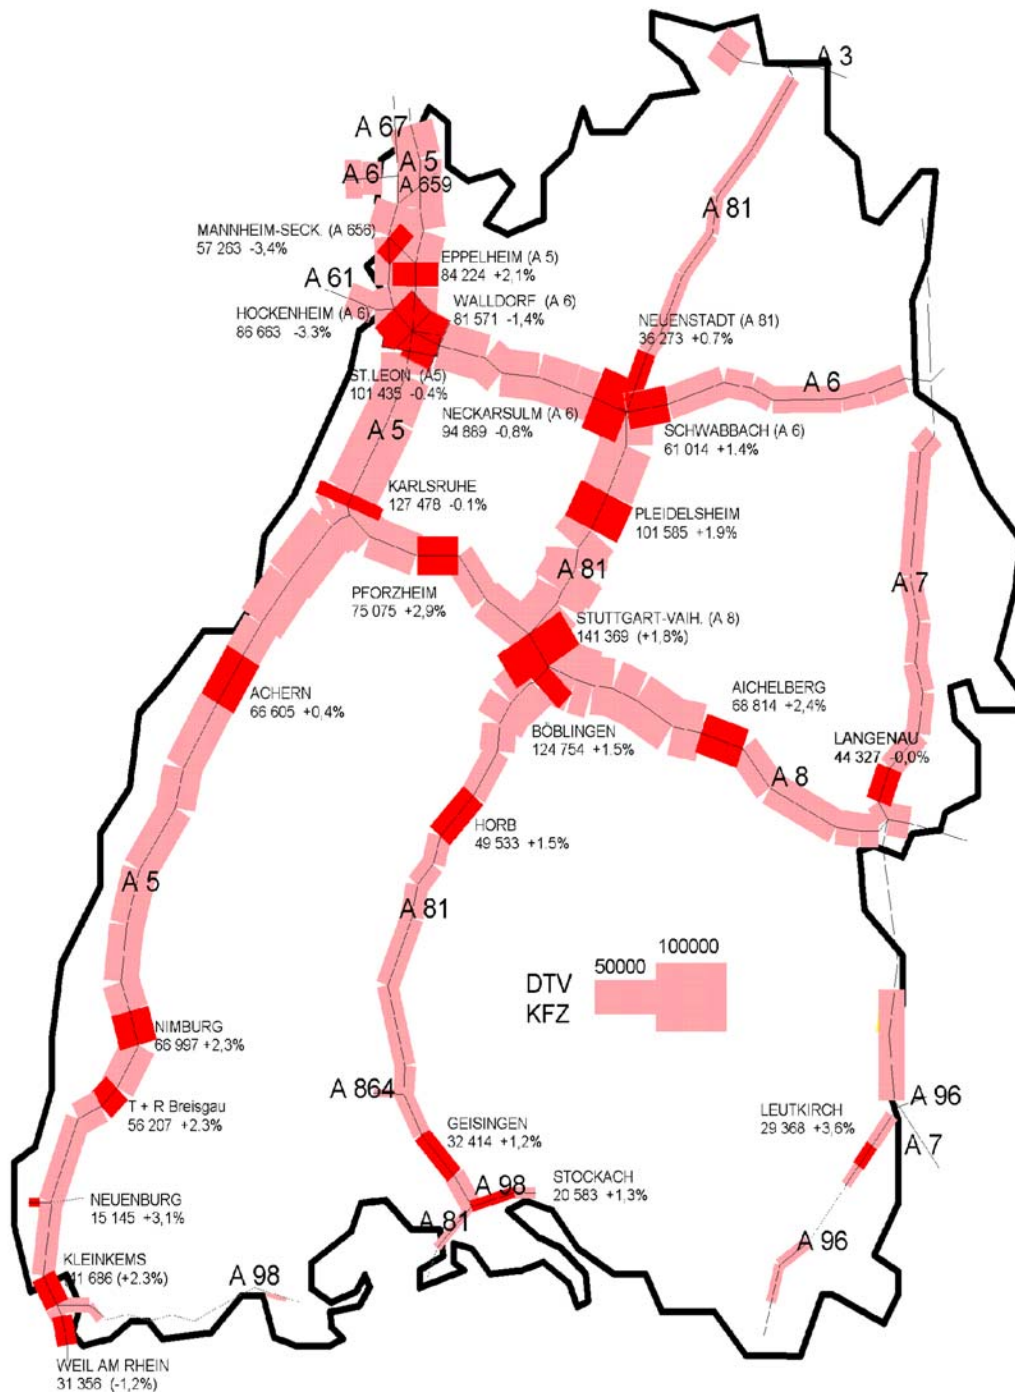 A 3
A 67
A 5
A 6
A 659
A 81
MANNHEIM-SECK. (A 656)
57 263 -3,4%
EPPELHEIM (A 5)
84 224 +2,1%
A 61
WALLDORF (A 6)
81 571 -1,4%
HOCKENHEIM (A 6)
86 663 -3.3%
NEUENSTADT (A 81)
36 273 +0.7%
ST.LEON (A5)
101 435 -0.4%
A 6
NECKARSULM (A 6)
94 869 -0,8%
A 5
SCHWABBACH (A 6)
61 014 +1.4%
KARLSRUHE
127 478 -0.1%
PLEIDELSHEIM
101 585 +1.9%
A 81
A 7
PFORZHEIM
75 075 +2,9%
STUTTGART-VAIH. (A 8)
141 369 (+1,8%)
ACHERN
66 605 +0,4%
AICHELBERG
68 814 +2,4%
BÖBLINGEN
124 754 +1.5%
LANGENAU
44 327 -0,0%
A 8
HORB
49 533 +1.5%
A 5
A 81
100000
50000
DTV
KFZ
NIMBURG
66 997 +2,3%
A 864
T + R Breisgau
56 207 +2.3%
A 96
LEUTKIRCH
29 368 +3,6%
A 7
GEISINGEN
32 414 +1,2%
A 98
STOCKACH
20 583 +1,3%
NEUENBURG
15 145 +3,1%
A 81
A 96
KLEINKEMS
41 686 (+2.3%)
A 98
WEIL AM RHEIN
31 356 (-1,2%)